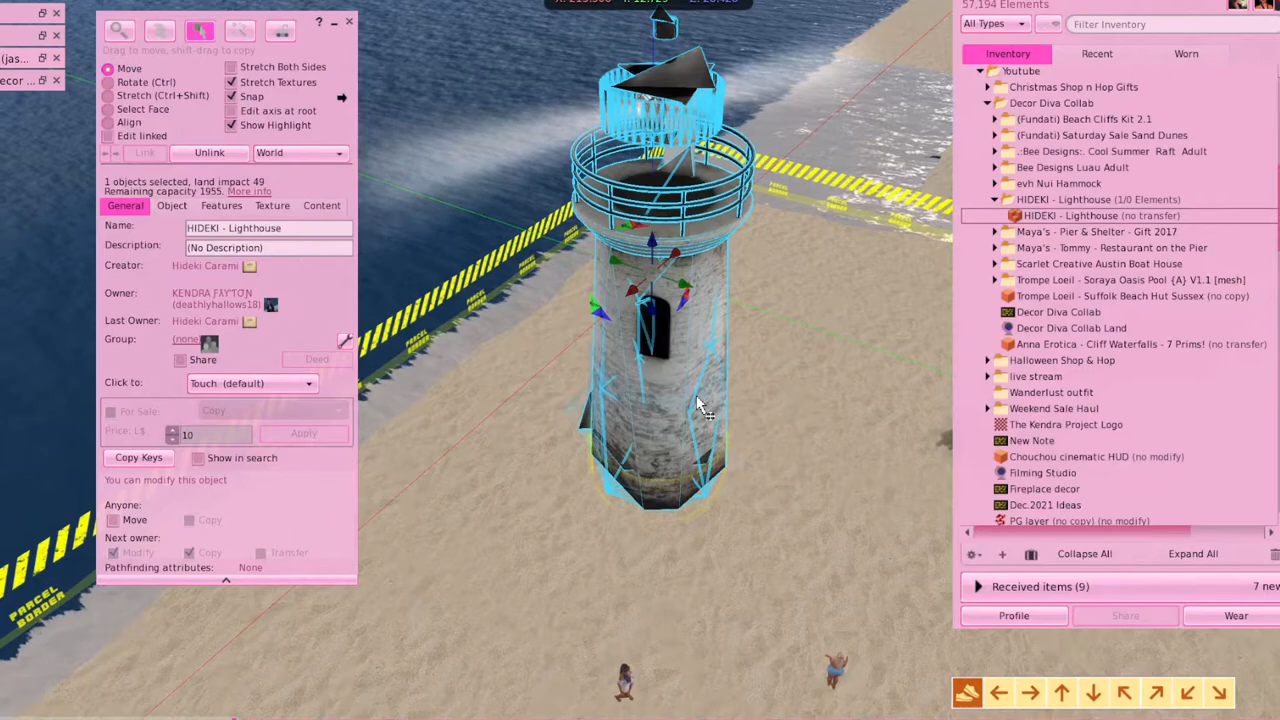 (jas...
ecor ...
?
Drag to move, shift-drag to copy
Move
Rotate (Ctrl)
Stretch (Ctrl+Shift)
Select Face
Align
Edit linked
Stretch Both Sides
Stretch Textures
Snap
Edit axis at root
Show Highlight
Link
Unlink
World
1 objects selected, land impact 49
Remaining capacity 1955. More info
General
Object
Features
Texture
Content
Name:
HIDEKI - Lighthouse
Description:
(No Description)
Creator:
Hideki Carami
Owner:
(deathlyhallows18)
Last Owner:
Hideki Carami
Group:
(none)
Share
Deed
Click to:
Touch (default)
For Sale:
Copy
Price: L$
10
Apply
Copy Keys
Show in search
You can modify this object
Anyone:
Move
Copy
Next owner:
Modify
Copy
Transfer
Pathfinding attributes:
None
PARCEL BORDER
PARCEL BORDER
PARCEL BORDER
57,194 Elements
All Types
Filter Inventory
Inventory
Recent
Worn
Youtube
Christmas Shop n Hop Gifts
Decor Diva Collab
(Fundati) Beach Cliffs Kit 2.1
(Fundati) Saturday Sale Sand Dunes
.:Bee Designs:. Cool Summer Raft Adult
Bee Designs Luau Adult
evh Nui Hammock
HIDEKI - Lighthouse (1/0 Elements)
HIDEKI - Lighthouse (no transfer)
Maya's - Pier & Shelter - Gift 2017
Maya's - Tommy - Restaurant on the Pier
Scarlet Creative Austin Boat House
Trompe Loeil - Soraya Oasis Pool {A} V1.1 [mesh]
Trompe Loeil - Suffolk Beach Hut Sussex (no copy)
Decor Diva Collab
Decor Diva Collab Land
Anna Erotica - Cliff Waterfalls - 7 Prims! (no transfer)
Halloween Shop & Hop
live stream
Wanderlust outfit
Weekend Sale Haul
The Kendra Project Logo
New Note
Chouchou cinematic HUD (no modify)
Filming Studio
Fireplace decor
Dec.2021 Ideas
PG layer (no copy) (no modify)
Collapse All
Expand All
Received items (9)
7 new
Profile
Share
Wear